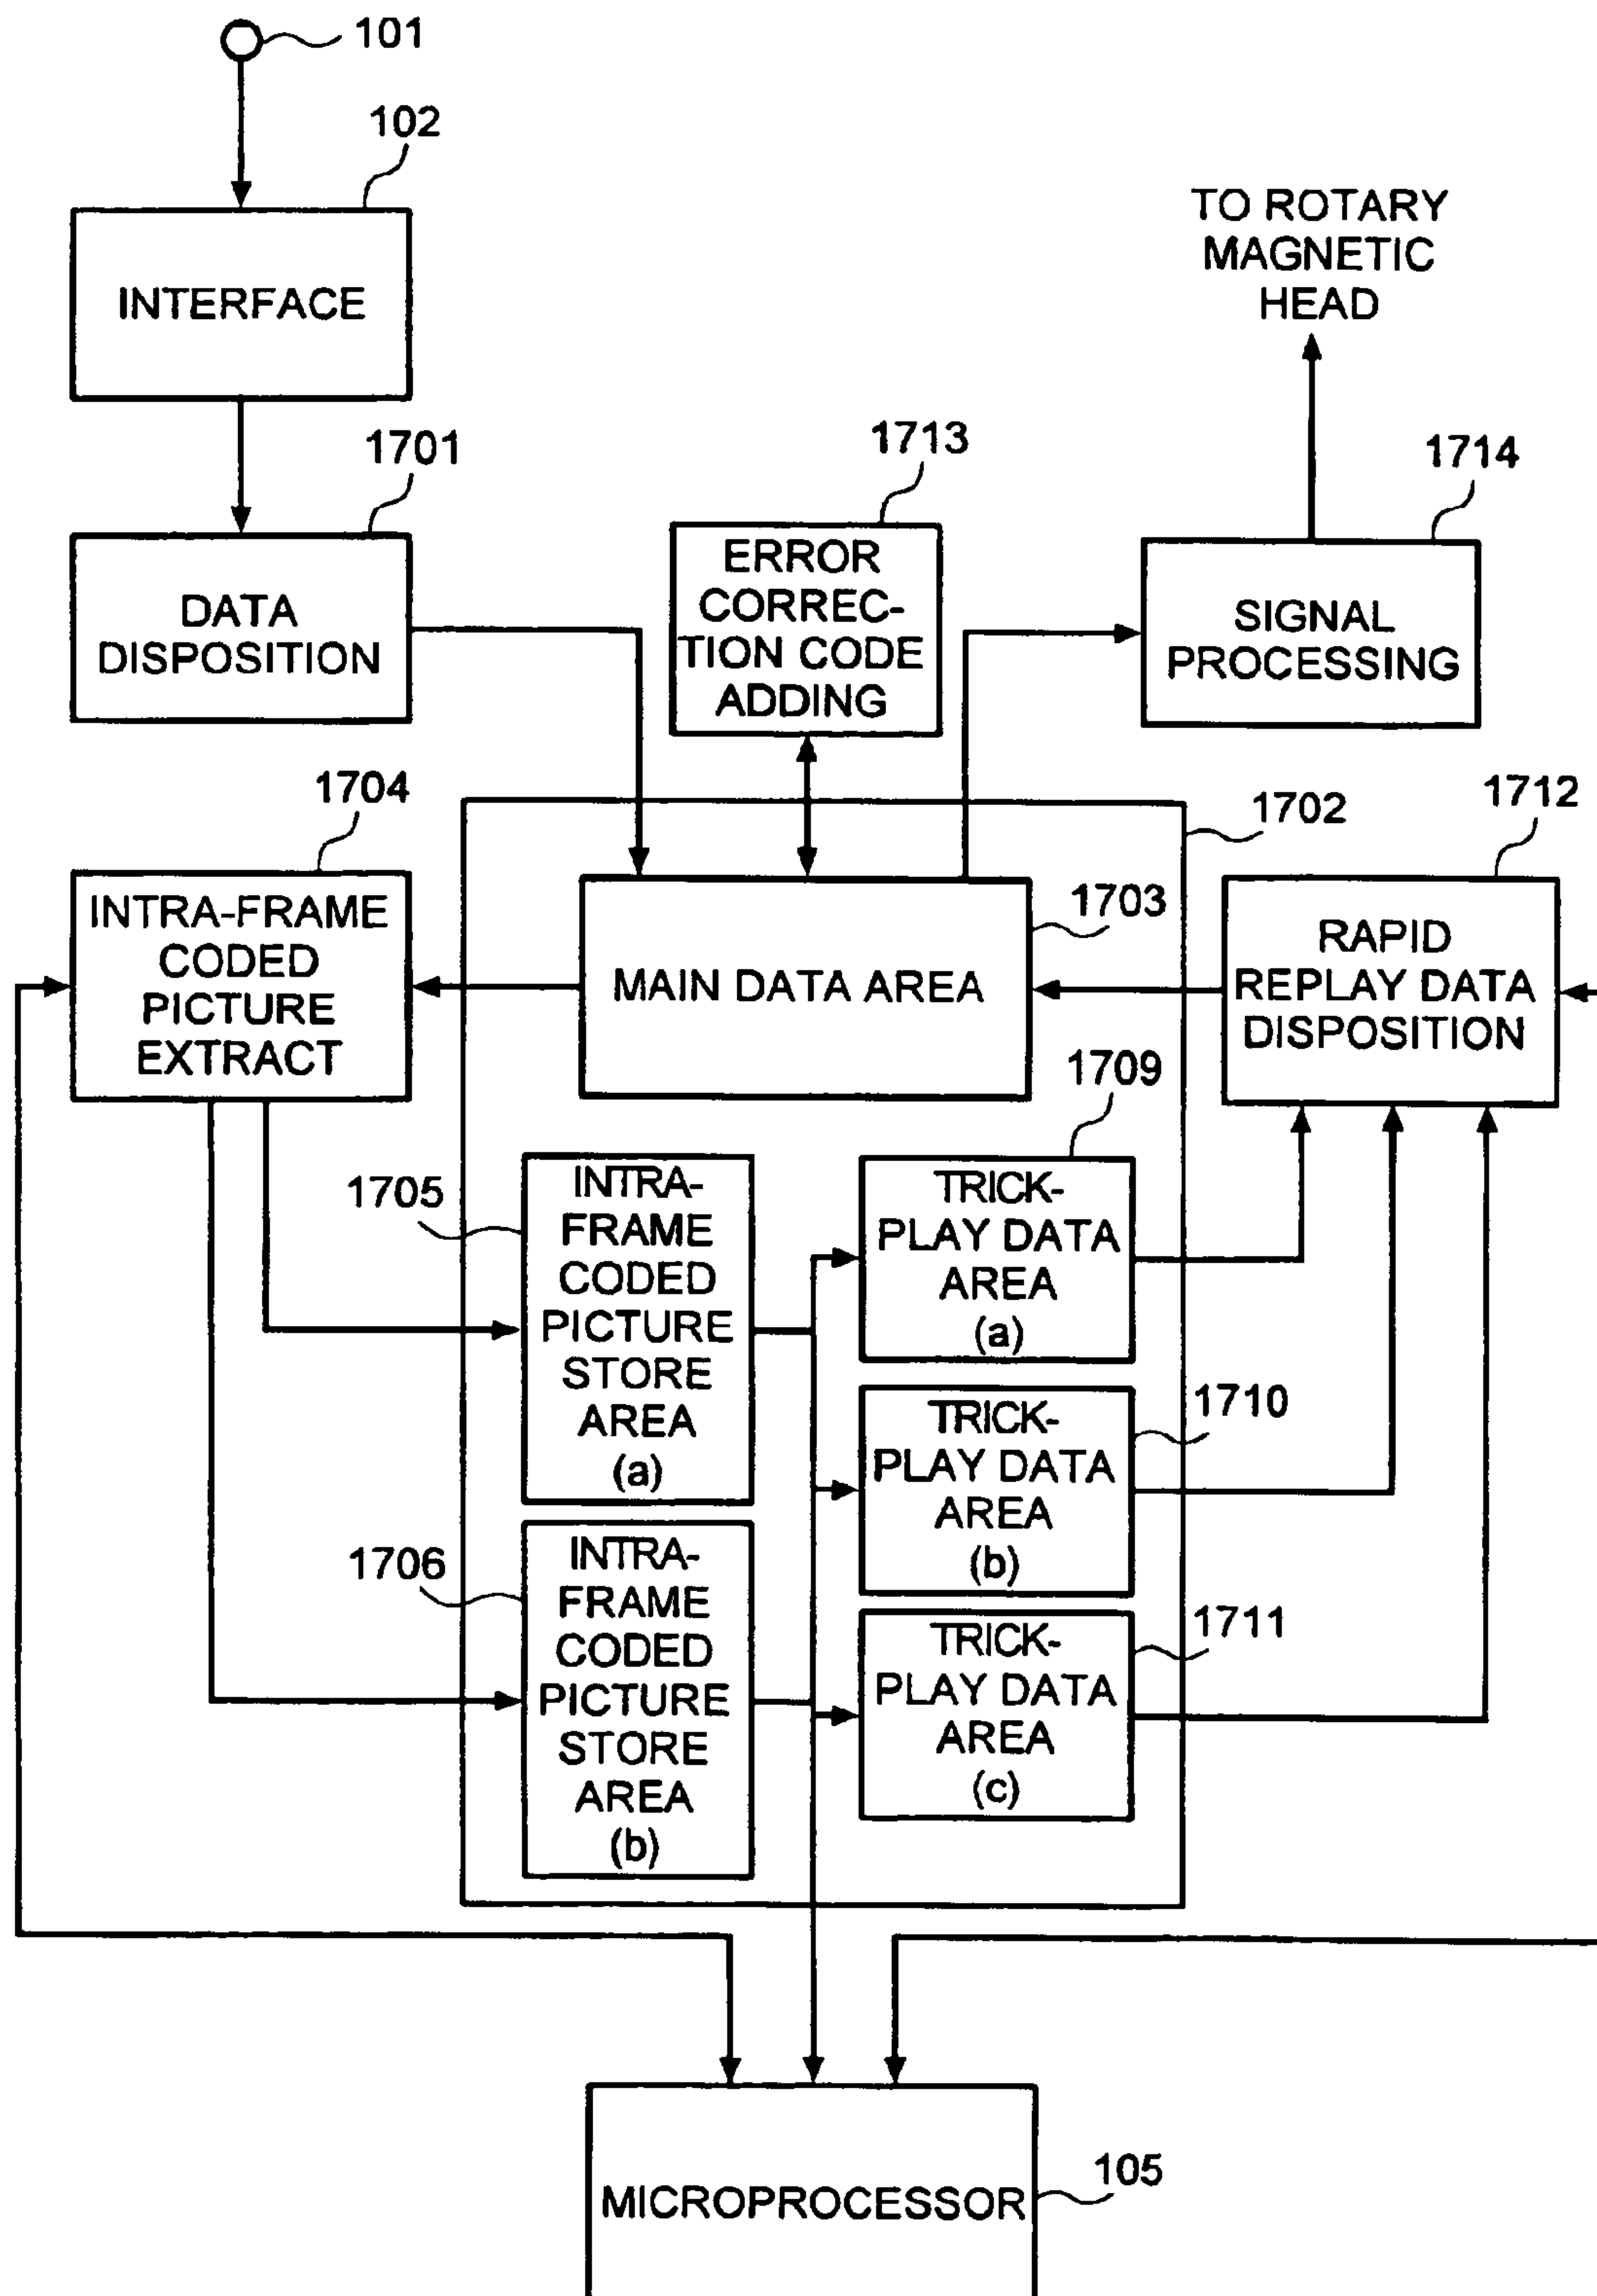 101
102
INTERFACE
TO ROTARY
MAGNETIC
HEAD
1701
DATA
DISPOSITION
1713
ERROR
CORREC-
TION CODE
ADDING
1714
SIGNAL
PROCESSING
1704
INTRA-FRAME
CODED
PICTURE
EXTRACT
1702
1703
MAIN DATA AREA
1712
RAPID
REPLAY DATA
DISPOSITION
1705
INTRA-
FRAME
CODED
PICTURE
STORE
AREA
(a)
1709
TRICK-
PLAY DATA
AREA
(a)
1710
TRICK-
PLAY DATA
AREA
(b)
1706
INTRA-
FRAME
CODED
PICTURE
STORE
AREA
(b)
1711
TRICK-
PLAY DATA
AREA
(c)
105
MICROPROCESSOR